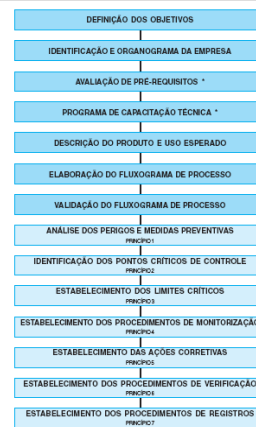 DEFINIÇÃO DOS OBJETIVOS
IDENTIFICAÇÃO E ORGANOGRAMA DA EMPRESA
AVALIAÇÃO DE PRÉ-REQUISITOS *
PROGRAMA DE CAPACITAÇÃO TÉCNICA *
DESCRIÇÃO DO PRODUTO E USO ESPERADO
ELABORAÇÃO DO FLUXOGRAMA DE PROCESSO
VALIDAÇÃO DO FLUXOGRAMA DE PROCESSO
ANÁLISE DOS PERIGOS E MEDIDAS PREVENTIVAS
PRINCÍPIO 1
IDENTIFICAÇÃO DOS PONTOS CRÍTICOS DE CONTROLE
PRINCÍPIO 2
ESTABELECIMENTO DOS LIMITES CRÍTICOS
PRINCÍPIO 3
ESTABELECIMENTO DOS PROCEDIMENTOS DE MONITORIZAÇÃO
PRINCÍPIO 4
ESTABELECIMENTO DAS AÇÕES CORRETIVAS
PRINCÍPIO 5
ESTABELECIMENTO DOS PROCEDIMENTOS DE VERIFICAÇÃO
PRINCÍPIO 6
ESTABELECIMENTO DOS PROCEDIMENTOS DE REGISTROS
PRINCÍPIO 7